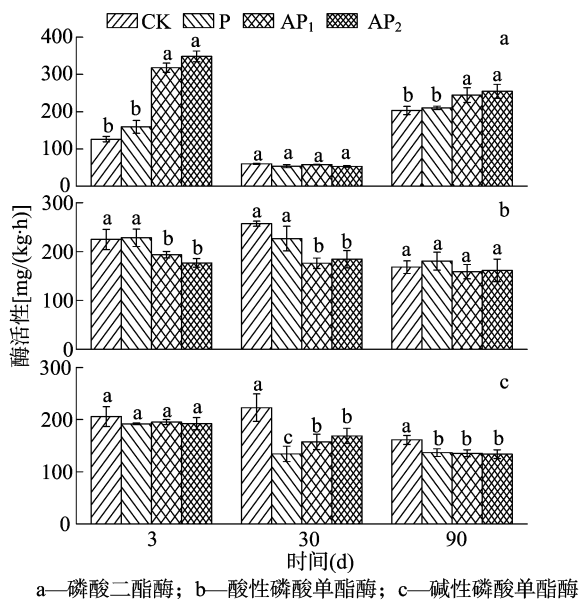 CK P AP₁ AP₂
400 a
a a
300 a a
b b
200 b b
100 a a a a
0
酶活性[mg/(kg·h)]
300 b
a a a a
b b b b a a a a
200
100
0
300 c
a a
a a a a
200 b b b b b
c
100
0
3 30 90
时间(d)
a—磷酸二酯酶；b—酸性磷酸单酯酶；c—碱性磷酸单酯酶